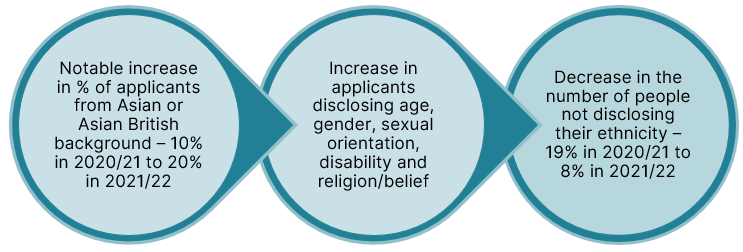 Notable increase
in % of applicants
from Asian or
Asian British
background – 10%
in 2020/21 to 20%
in 2021/22
Increase in
applicants
disclosing age,
gender, sexual
orientation,
disability and
religion/belief
Decrease in the
number of people
not disclosing
their ethnicity –
19% in 2020/21 to
8% in 2021/22